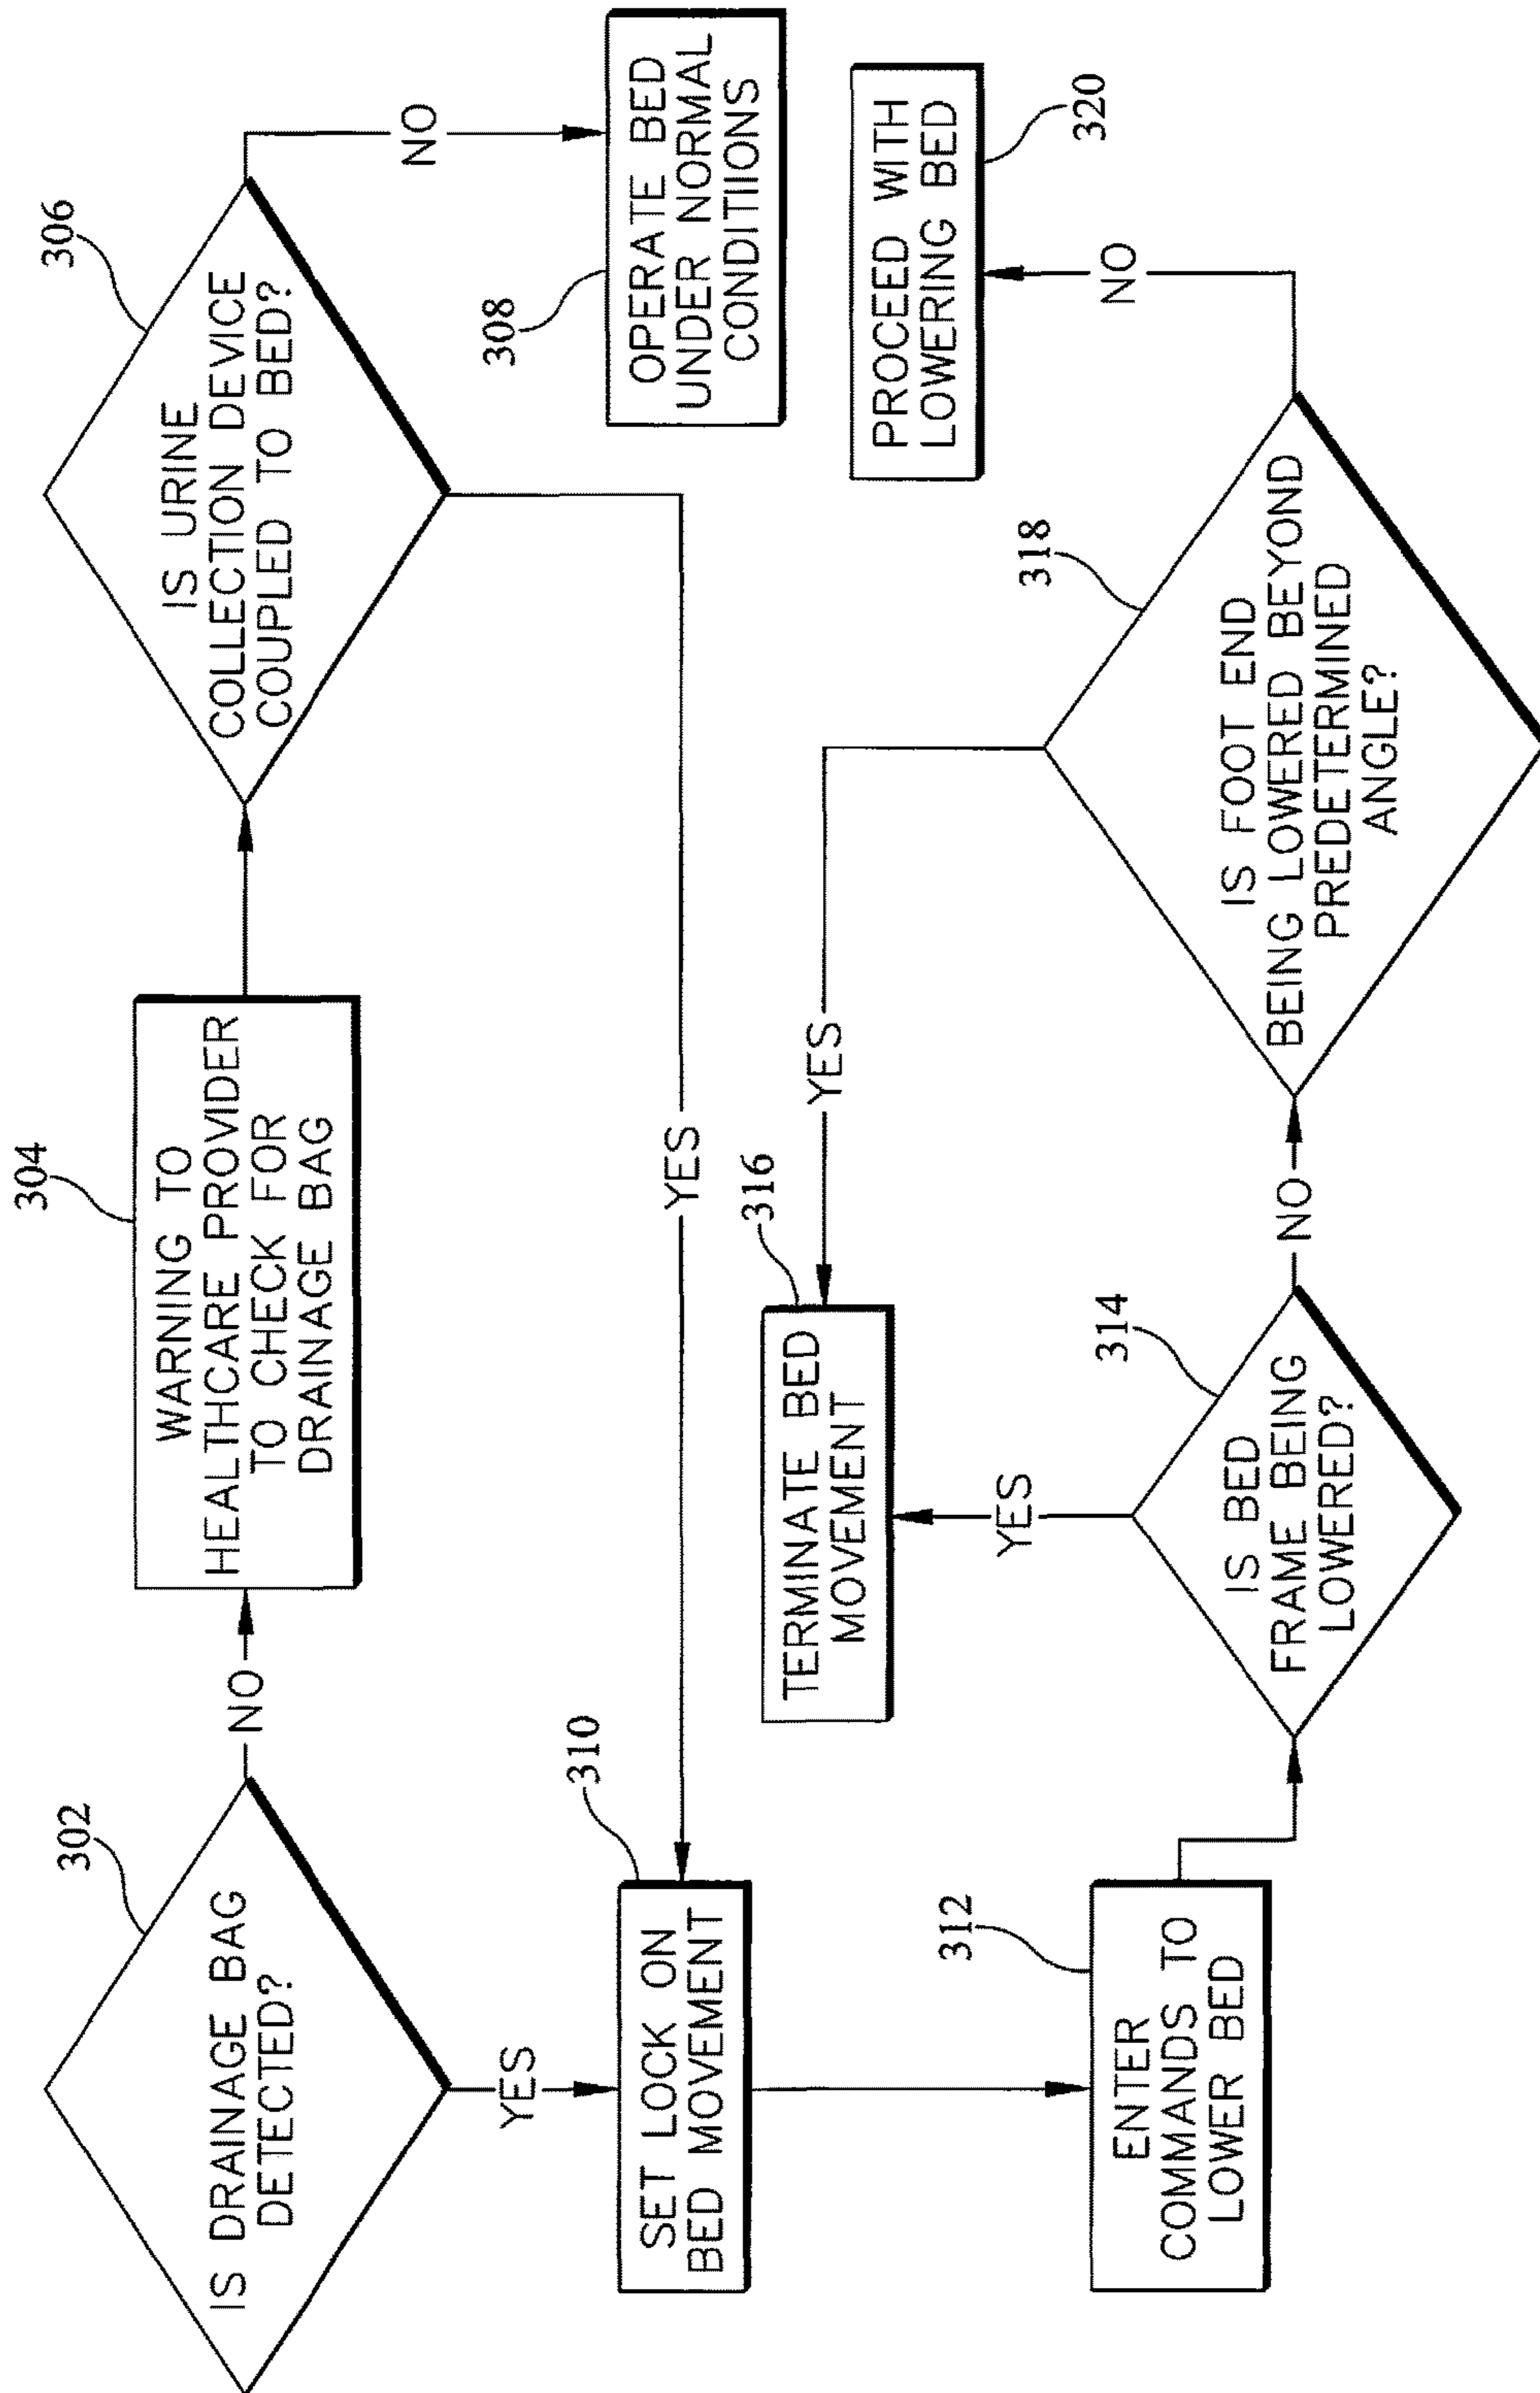 302
IS DRAINAGE BAG
DETECTED?
NO
304
WARNING TO
HEALTHCARE PROVIDER
TO CHECK FOR
DRAINAGE BAG
306
IS URINE
COLLECTION DEVICE
COUPLED TO BED?
NO
308
OPERATE BED
UNDER NORMAL
CONDITIIONS
YES
YES
310
SET LOCK ON
BED MOVEMENT
312
ENTER
COMMANDS TO
LOWER BED
314
IS BED
FRAME BEING
LOWERED?
YES
316
TERMINATE BED
MOVEMENT
NO
318
IS FOOT END
BEING LOWERED BEYOND
PREDETERMINED
ANGLE?
YES
NO
PROCEED WITH
LOWERING BED
320